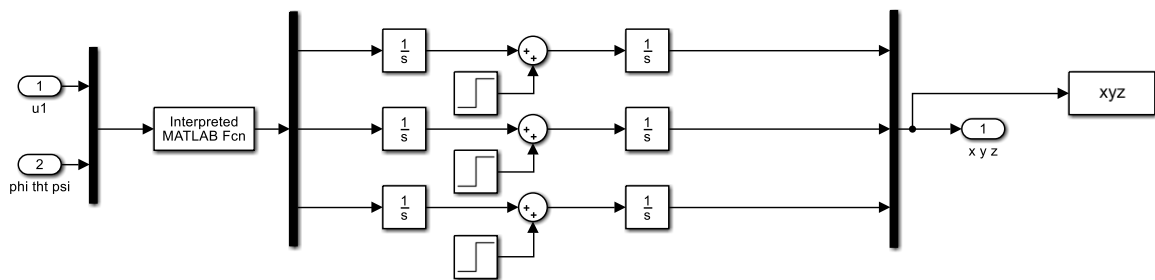 1
u1
2
phi tht psi
Interpreted
MATLAB Fcn
1
s
+
+
1
s
1
s
+
+
1
s
1
s
+
+
1
s
xyz
1
x y z